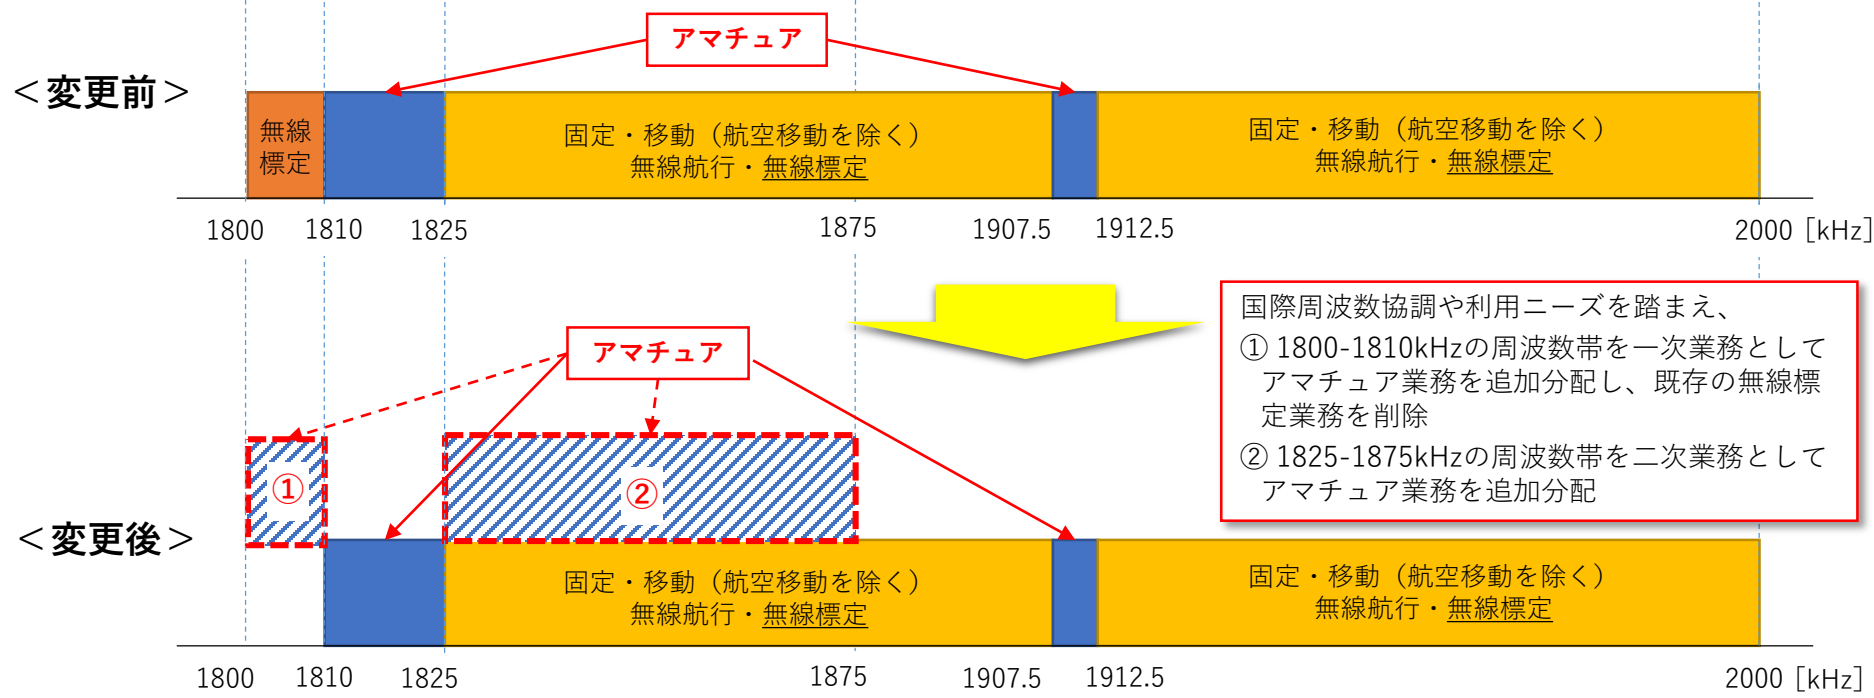 アマチュア
＜変更前＞
無線
標定
固定・移動（航空移動を除く）
無線航行・無線標定
固定・移動（航空移動を除く）
無線航行・無線標定
1800
1810
1825
1875
1907.5
1912.5
2000 [kHz]
国際周波数協調や利用ニーズを踏まえ、
① 1800-1810kHzの周波数帯を一次業務として
アマチュア業務を追加分配し、既存の無線標
定業務を削除
② 1825-1875kHzの周波数帯を二次業務として
アマチュア業務を追加分配
アマチュア
①
②
＜変更後＞
固定・移動（航空移動を除く）
無線航行・無線標定
固定・移動（航空移動を除く）
無線航行・無線標定
1800
1810
1825
1875
1907.5
1912.5
2000 [kHz]